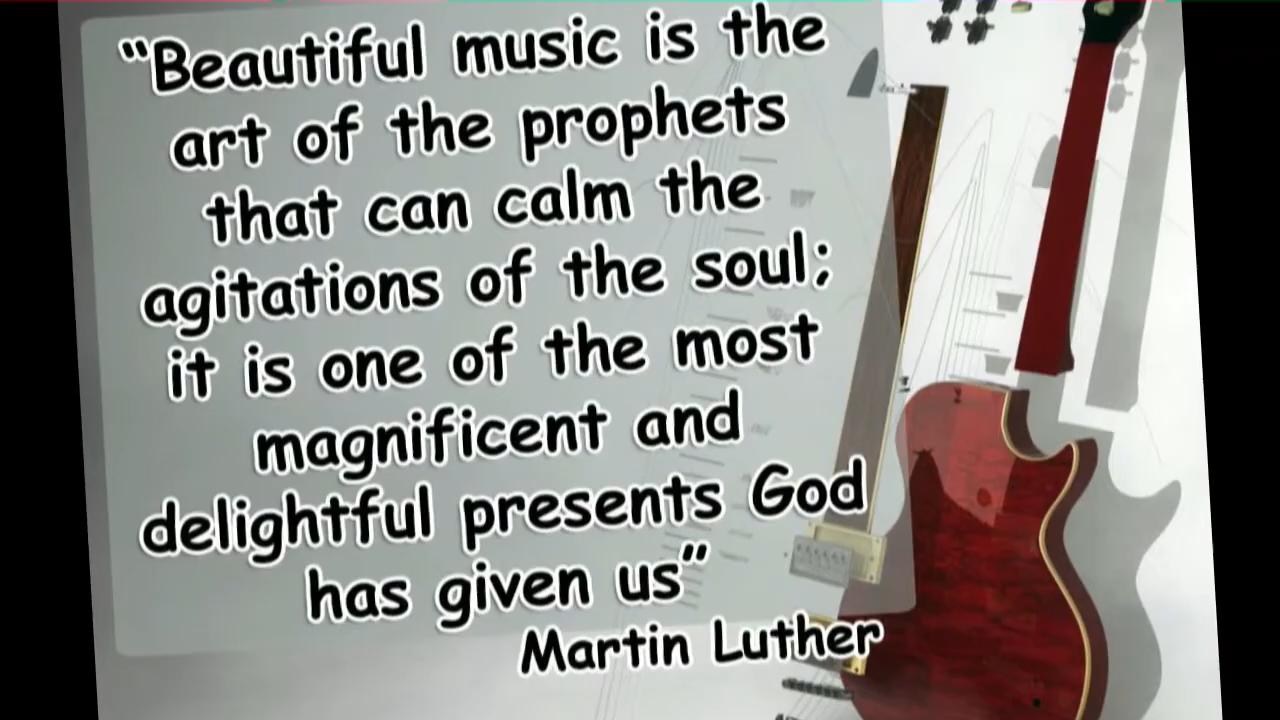 “Beautiful music is the
art of the prophets
that can calm the
agitations of the soul;
it is one of the most
magnificent and
delightful presents God
has given us”
Martin Luther